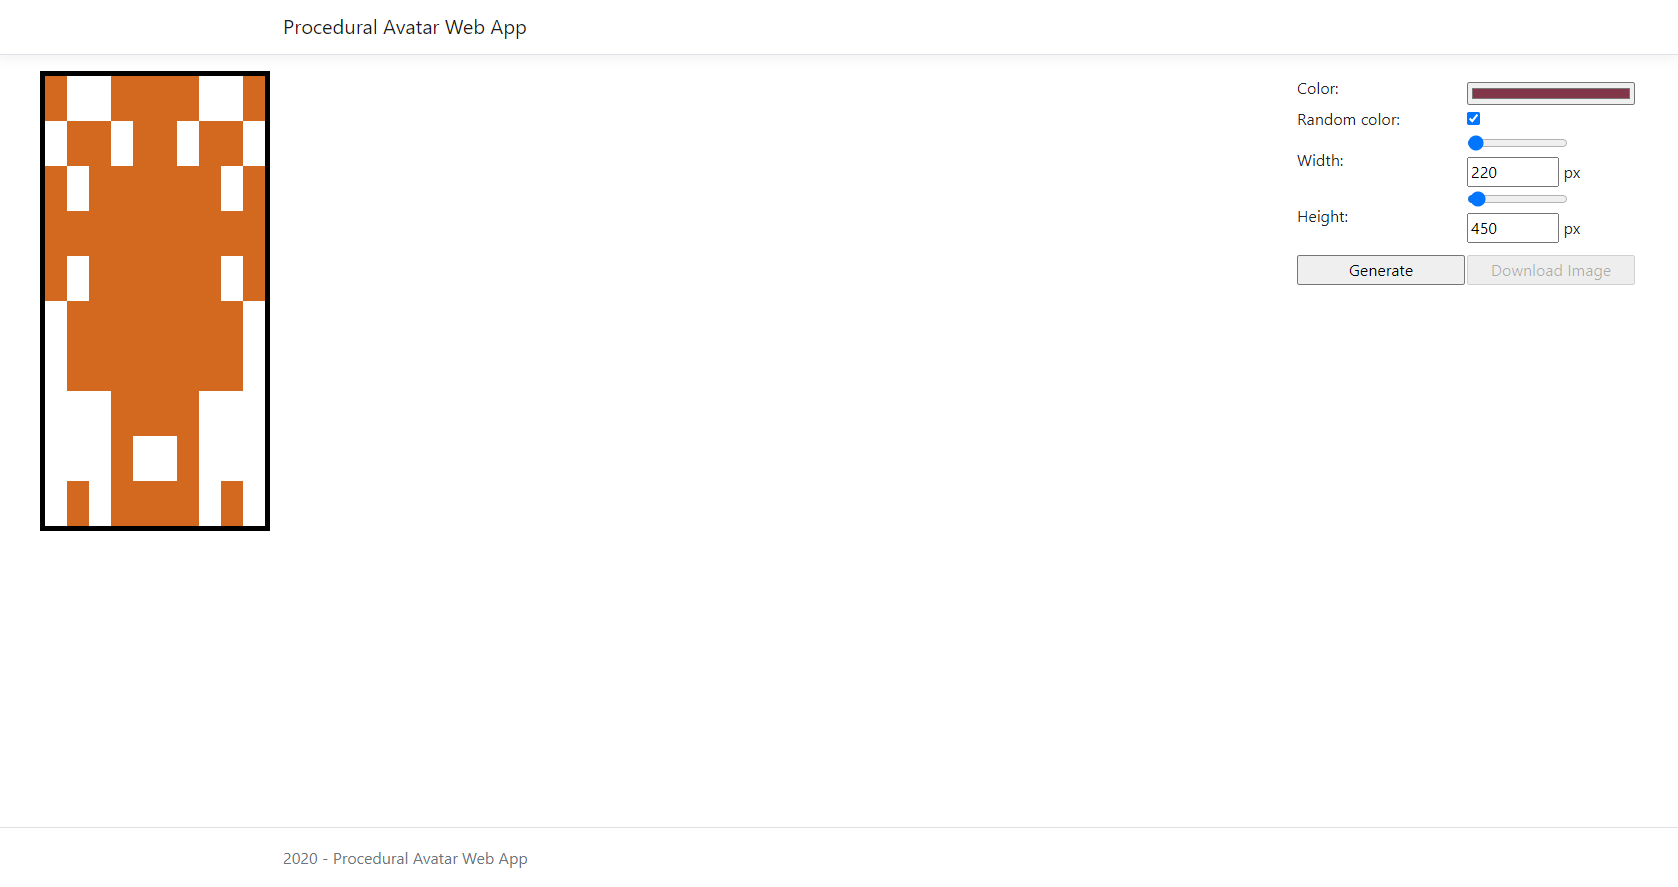 Procedural Avatar Web App
Color:
Random color:
Width:
220 px
Height:
450 px
Generate Download Image
2020 - Procedural Avatar Web App